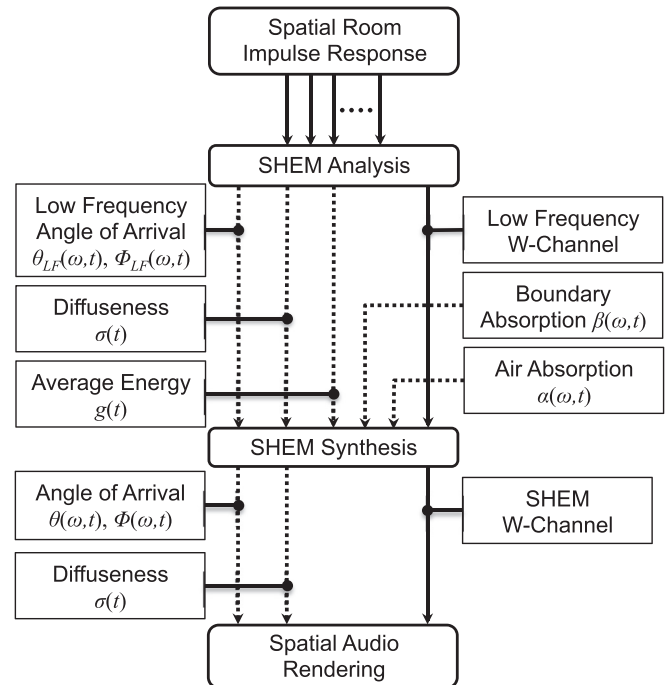 Spatial Room
Impulse Response
SHEM Analysis
Low Frequency
Angle of Arrival
θLF(ω,t), ΦLF(ω,t)
Low Frequency
W-Channel
Diffuseness
σ(t)
Boundary
Absorption β(ω,t)
Average Energy
g(t)
Air Absorption
α(ω,t)
SHEM Synthesis
Angle of Arrival
θ(ω,t), Φ(ω,t)
SHEM
W-Channel
Diffuseness
σ(t)
Spatial Audio
Rendering